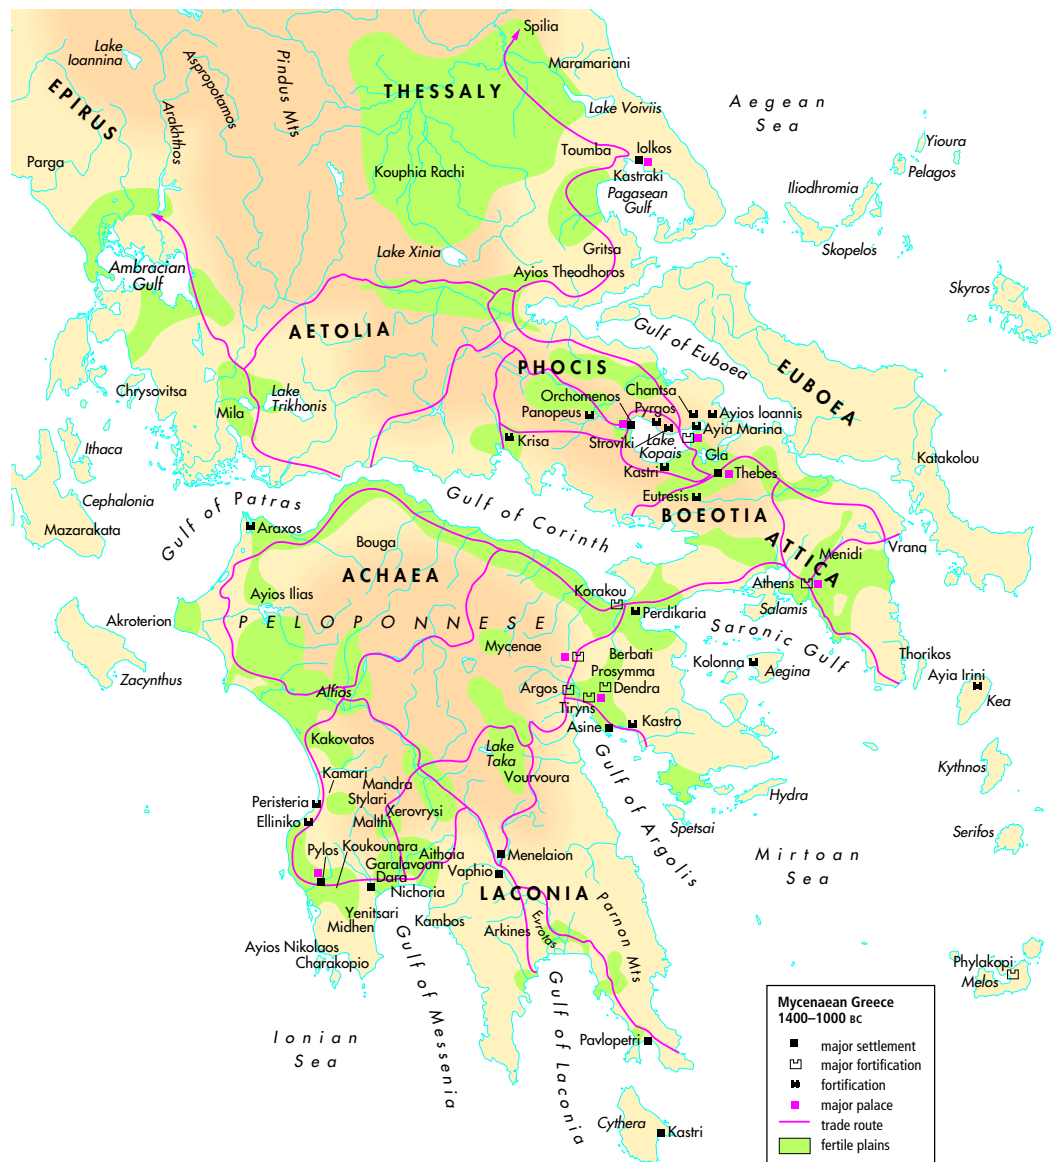 Spilia
Lake
Ioannina
Aspropotamos
Pindus Mts
Maramariani
EPIRUS
THESSALY
Aegean
Sea
Lake Voiviis
Arakhthos
Yioura
Toumba
Iolkos
Parga
Kouphia Rachi
Kastraki
Pelagos
Pagasean
Gulf
Iliodhromia
Skopelos
Lake Xinia
Gritsa
Ambracian
Gulf
Ayios Theodhoros
Skyros
AETOLIA
Gulf of Euboea
EUBOEA
PHOCIS
Chrysovitsa
Lake
Trikhonis
Chantsa
Orchomenos
Mila
Panopeus
Pyrgos
Ayios Ioannis
Ayia Marina
Krisa
Stroviki
Lake
Kopais
Gla
Ithaca
Katakolou
Kastri
Thebes
Cephalonia
Eutresis
Gulf of Patras
Gulf of Corinth
BOEOTIA
Mazarakata
Araxos
ATTICA
Bouga
Menidi
Vrana
ACHAEA
Athens
Ayios Ilias
Korakou
Salamis
Akroterion
PELOPONNESE
Perdikaria
Saronic Gulf
Mycenae
Berbati
Kolonna
Thorikos
Zacynthus
Prosymma
Aegina
Ayia Irini
Alfios
Argos
Dendra
Kea
Tiryns
Kastro
Asine
Kakovatos
Lake
Taka
Gulf of Argolis
Kythnos
Kamari
Mandra
Vourvoura
Peristeria
Stylari
Xerovrysi
Hydra
Elliniko
Malthi
Spetsai
Serifos
Pylos
Koukounara
Aithaia
Menelaion
Mirtoan
Sea
Garalavouni
Dara
Vaphio
Nichoria
LACONIA
Parnon Mts
Yenitsari
Midhen
Kambos
Arkines
Evrotas
Ayios Nikolaos
Charakopio
Gulf of Messenia
Gulf of Laconia
Phylakopi
Melos
Ionian
Sea
Pavlopetri
Cythera
Kastri
Mycenaean Greece
1400–1000 BC
major settlement
major fortification
fortification
major palace
trade route
fertile plains